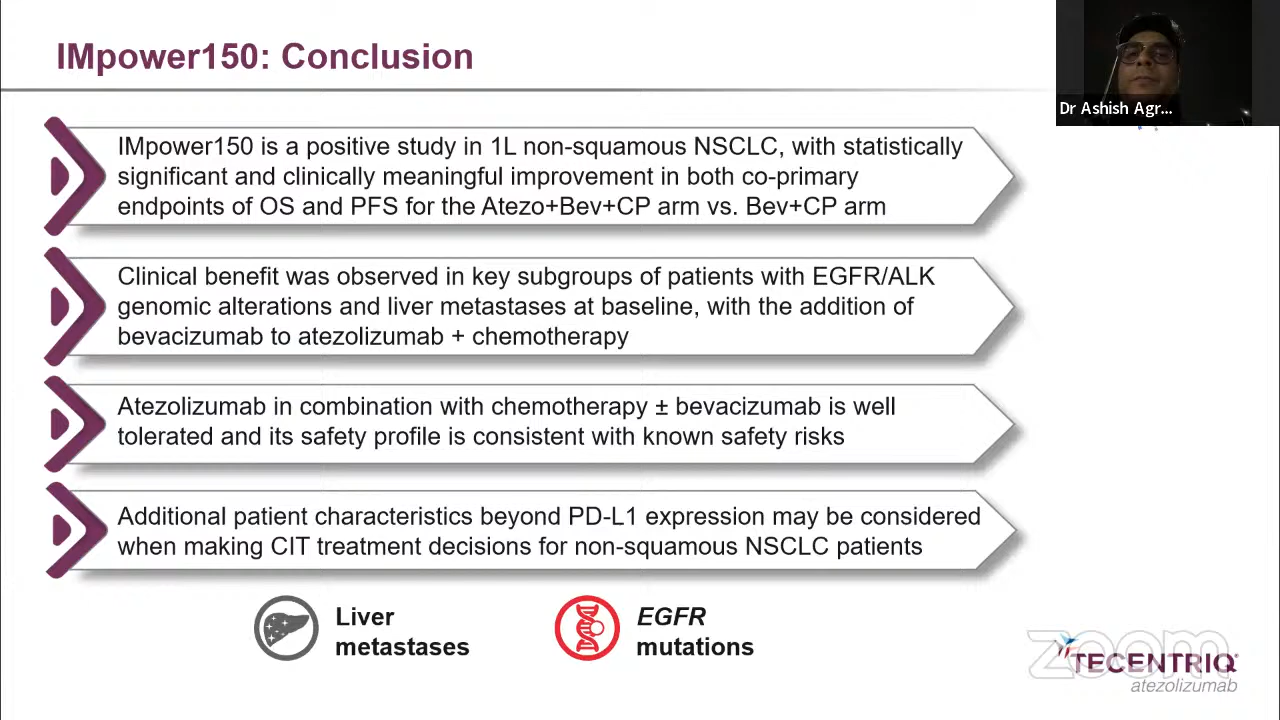 IMpower150: Conclusion
Dr Ashish Agr...
IMpower150 is a positive study in 1L non-squamous NSCLC, with statistically
significant and clinically meaningful improvement in both co-primary
endpoints of OS and PFS for the Atezo+Bev+CP arm vs. Bev+CP arm
Clinical benefit was observed in key subgroups of patients with EGFR/ALK
genomic alterations and liver metastases at baseline, with the addition of
bevacizumab to atezolizumab + chemotherapy
Atezolizumab in combination with chemotherapy ± bevacizumab is well
tolerated and its safety profile is consistent with known safety risks
Additional patient characteristics beyond PD-L1 expression may be considered
when making CIT treatment decisions for non-squamous NSCLC patients
Liver
metastases
EGFR
mutations
zoom
TECENTRIQ®
atezolizumab